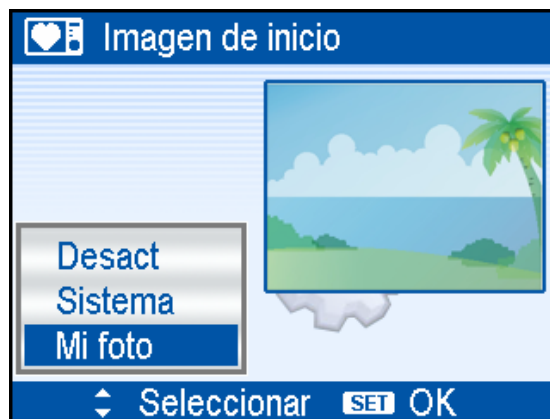 Imagen de inicio
Desact
Sistema
Mi foto
Seleccionar SET OK